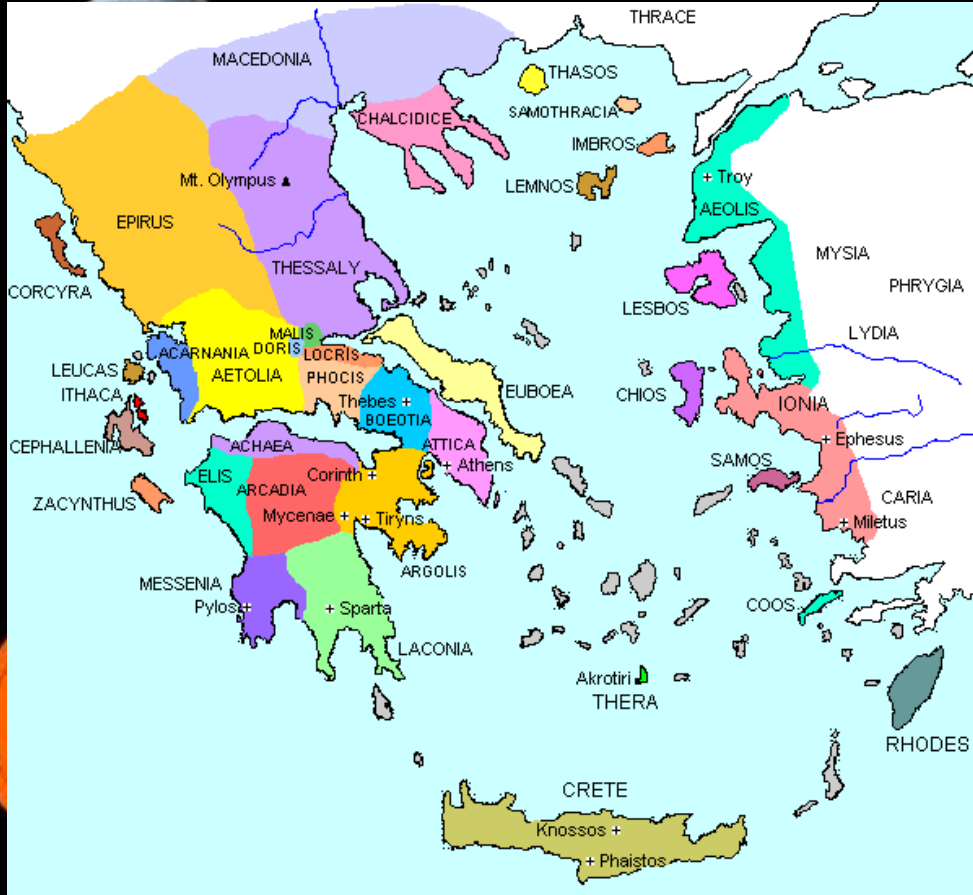 THRACE
MACEDONIA
THASOS
SAMOTHRACIA
CHALCIDICE
IMBROS
LEMNOS
Mt. Olympus
Troy
AEOLIS
EPIRUS
MYSIA
THESSALY
PHRYGIA
CORCYRA
LESBOS
LYDIA
MALIS
DORIS
ACARNANIA
LOCRIS
LEUCAS
AETOLIA
PHOCIS
EUBOEA
CHIOS
ITHACA
Thebes
IONIA
BOEOTIA
CEPHALLENIA
ACHAEA
ATTICA
Ephesus
Athens
SAMOS
ELIS
Corinth
ARCADIA
ZACYNTHUS
CARIA
Mycenae
Tiryns
Miletus
ARGOLIS
MESSENIA
Pylos
Sparta
COOS
LACONIA
Akrotiri
THERA
RHODES
CRETE
Knossos
Phaistos